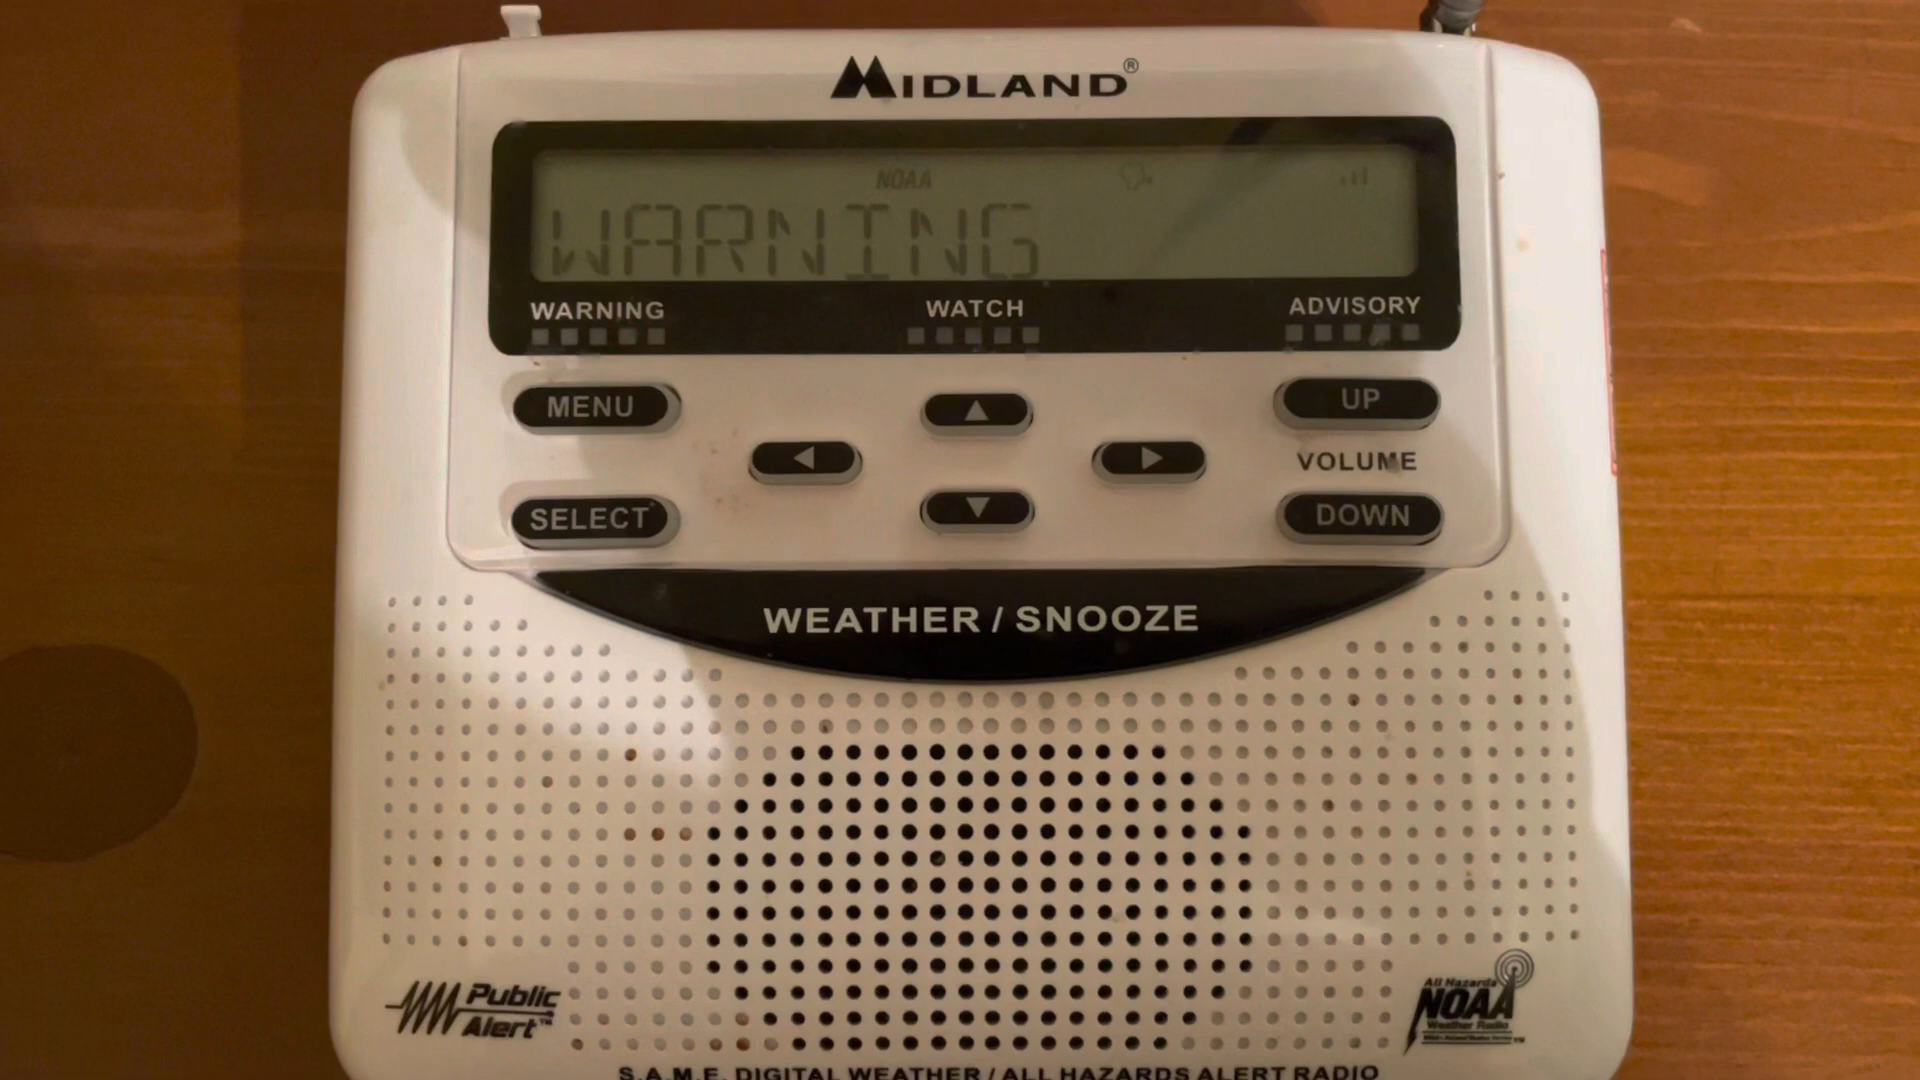 MIDLAND®
NOAA
WARNING
WARNING WATCH ADVISORY
MENU ▲ UP
◀ ▶ VOLUME
SELECT ▼ DOWN
WEATHER / SNOOZE
Public Alert™
All Hazards
NOAA
Weather Radio
S.A.M.E. DIGITAL WEATHER / ALL HAZARDS ALERT RADIO